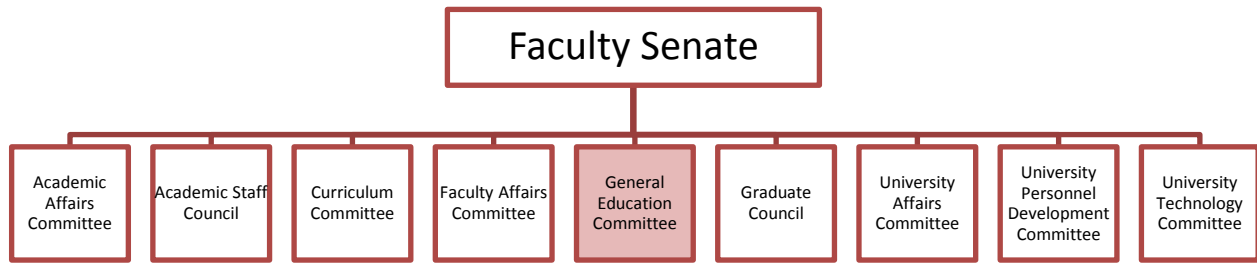 Faculty Senate
Academic
Affairs
Committee
Academic Staff
Council
Curriculum
Committee
Faculty Affairs
Committee
General
Education
Committee
Graduate
Council
University
Affairs
Committee
University
Personnel
Development
Committee
University
Technology
Committee